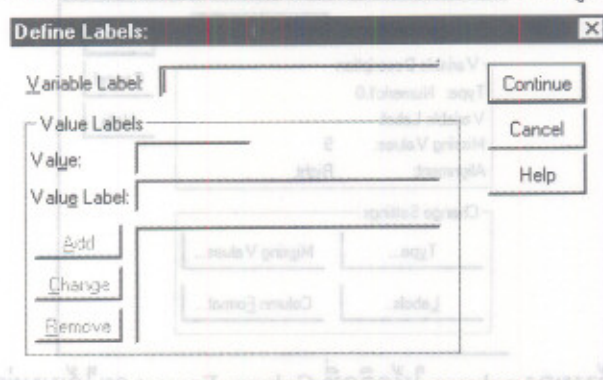 Define Labels:
Variable Label:
Continue
Value Labels
Cancel
Value:
Help
Value Label:
Add
Change
Remove
Variable Description
Type Numeric1.0
Variable Label:
Missing Values: 9
Alignment: Right
Change Settings
Type... Missing Values...
Labels... Column Format...